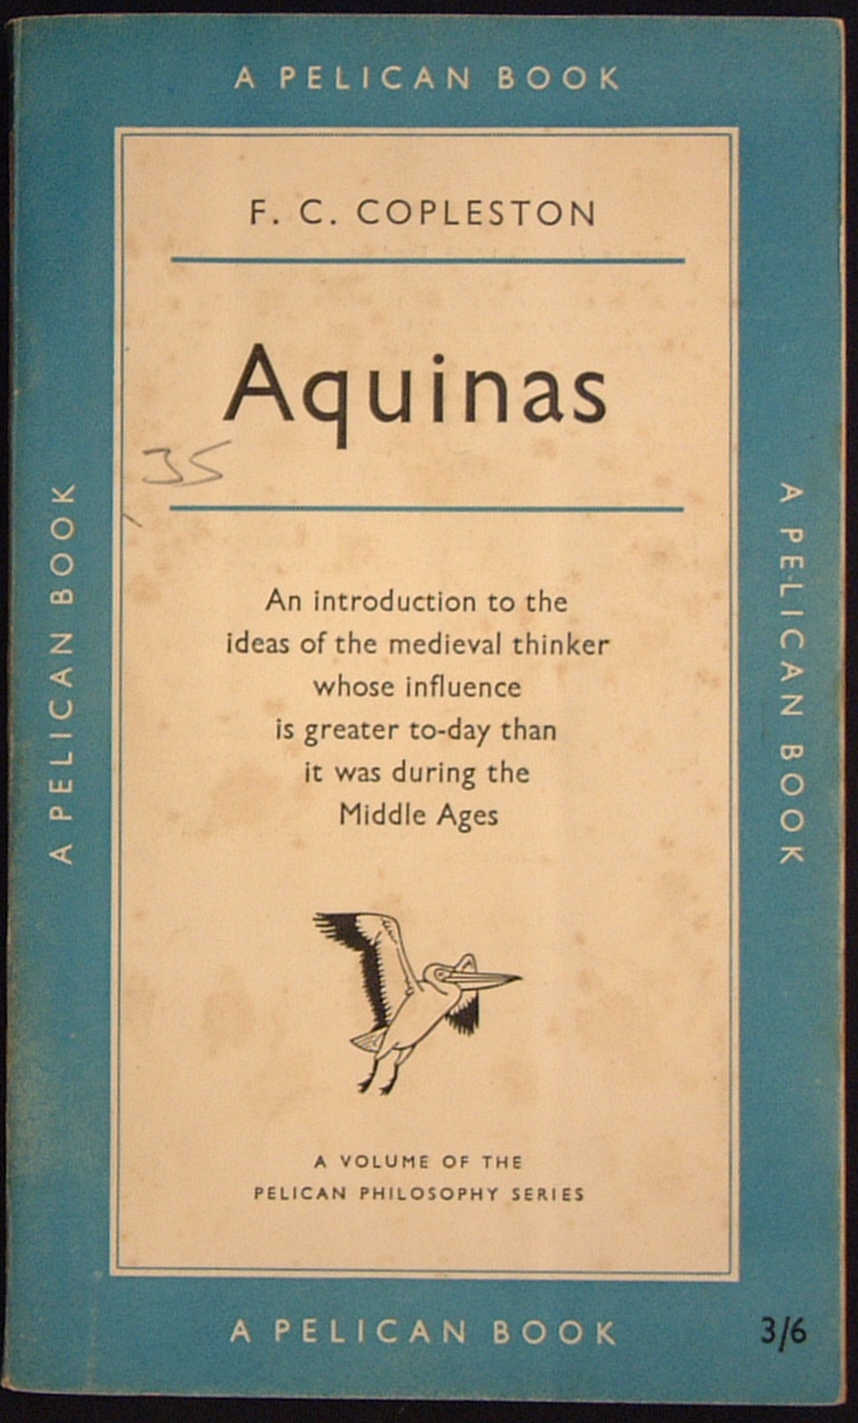 A PELICAN BOOK
F. C. COPLESTON
Aquinas
35
An introduction to the
ideas of the medieval thinker
whose influence
is greater to-day than
it was during the
Middle Ages
A VOLUME OF THE
PELICAN PHILOSOPHY SERIES
A PELICAN BOOK
A PELICAN BOOK
A PELICAN BOOK
3/6